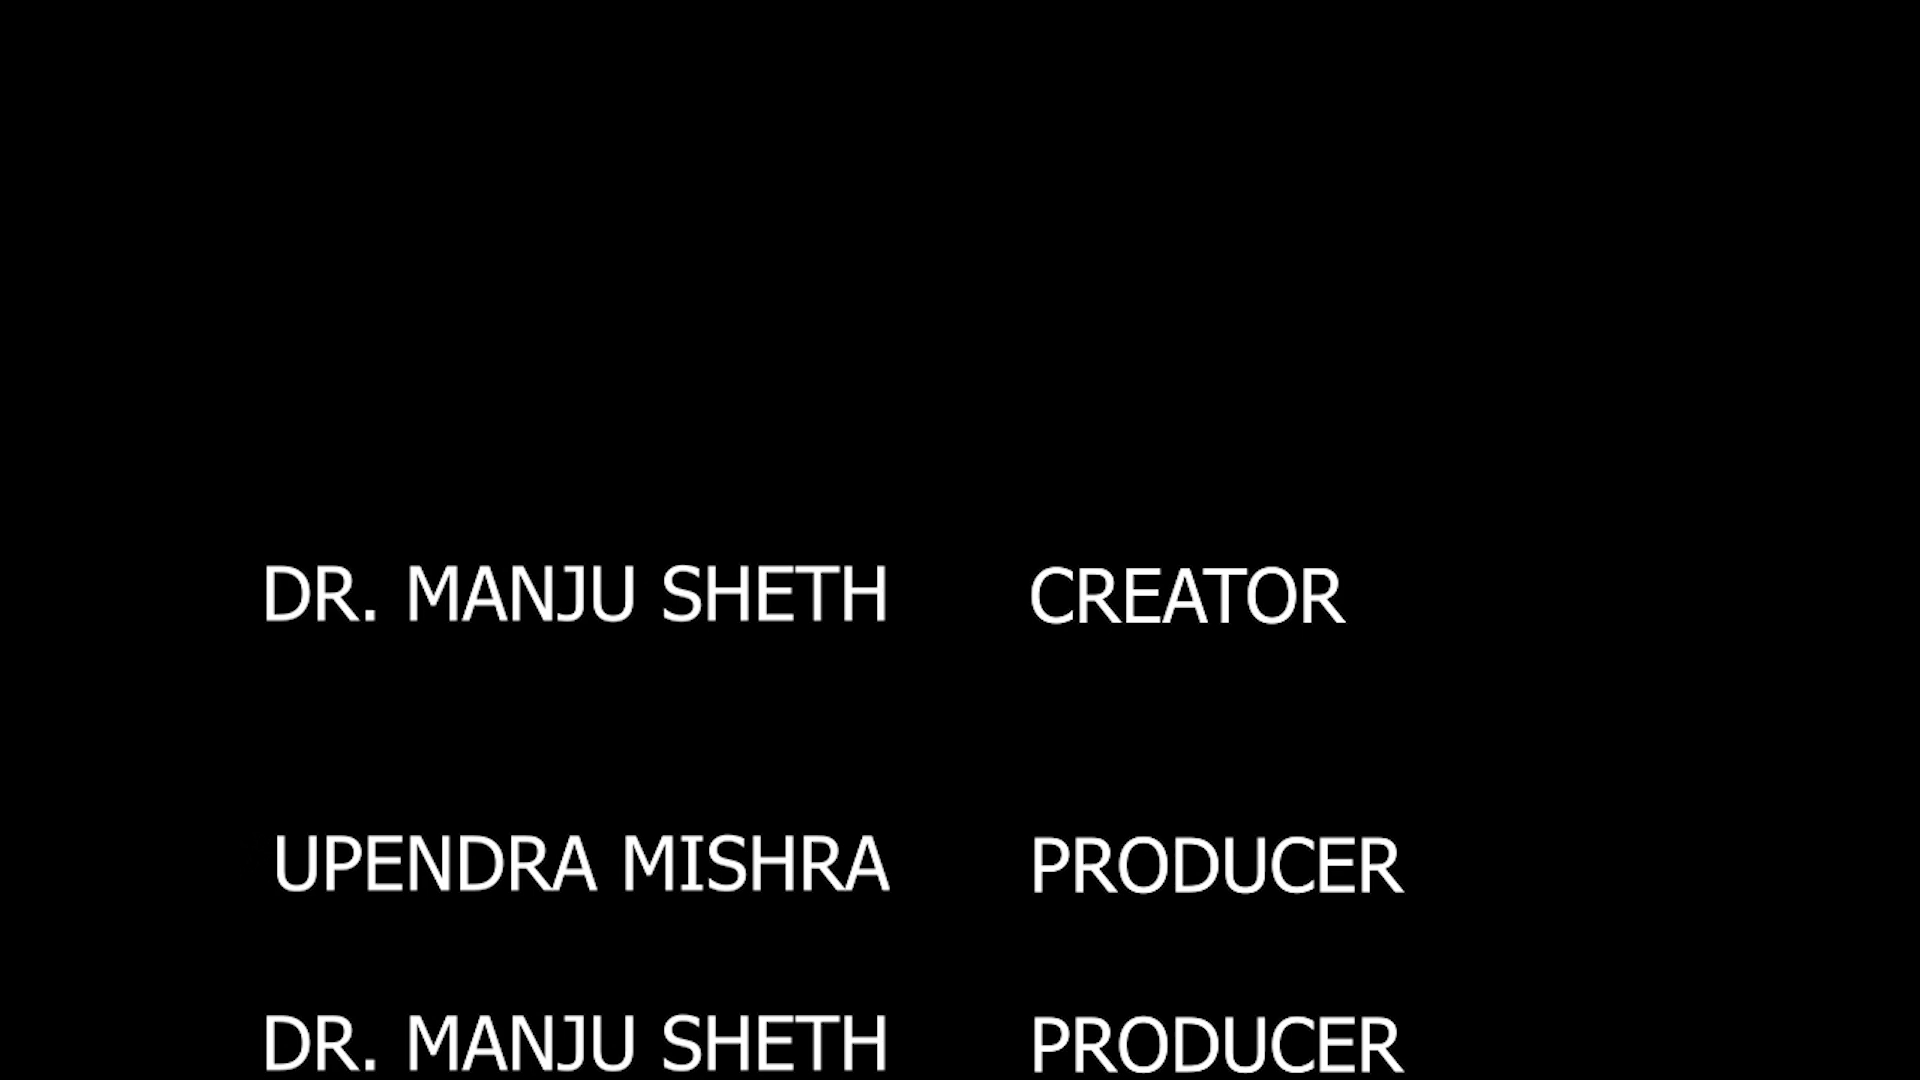 DR. MANJU SHETH CREATOR
UPENDRA MISHRA PRODUCER
DR. MANJU SHETH PRODUCER